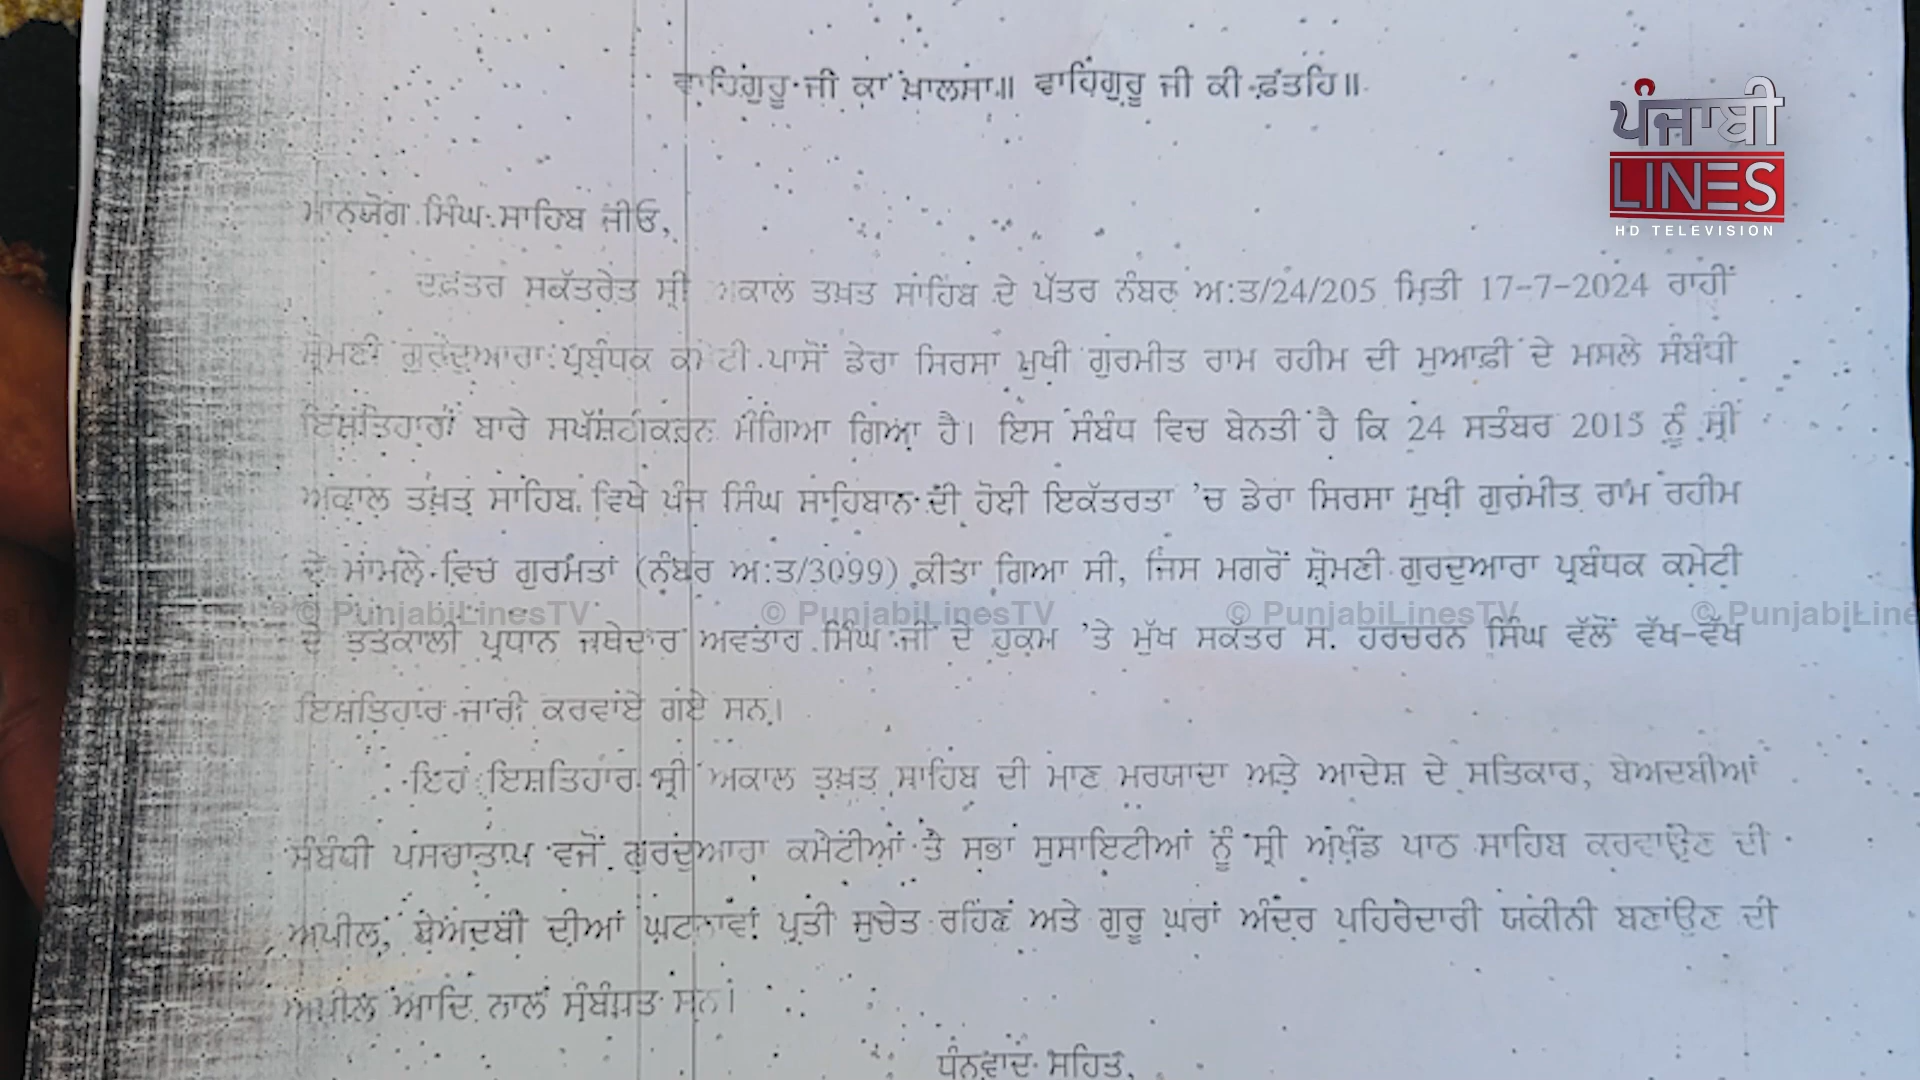 ਵਾਹਿਗੁਰੂ ਜੀ ਕਾ ਖ਼ਾਲਸਾ॥ ਵਾਹਿਗੁਰੂ ਜੀ ਕੀ ਫ਼ਤਹਿ॥
ਪੰਜਾਬੀ
LINES
HD TELEVISION
ਮਾਨਯੋਗ ਸਿੰਘ ਸਾਹਿਬ ਜੀਓ,
ਦਫ਼ਤਰ ਸਕੱਤਰੇਤ ਸ੍ਰੀ ਅਕਾਲ ਤਖ਼ਤ ਸਾਹਿਬ ਦੇ ਪੱਤਰ ਨੰਬਰ ਅ:ਤ/24/205 ਮਿਤੀ 17-7-2024 ਰਾਹੀਂ
ਸ਼੍ਰੋਮਣੀ ਗੁਰਦੁਆਰਾ ਪ੍ਰਬੰਧਕ ਕਮੇਟੀ ਪਾਸੋਂ ਡੇਰਾ ਸਿਰਸਾ ਮੁਖੀ ਗੁਰਮੀਤ ਰਾਮ ਰਹੀਮ ਦੀ ਮੁਆਫ਼ੀ ਦੇ ਮਸਲੇ ਸੰਬੰਧੀ
ਇਸ਼ਤਿਹਾਰਾਂ ਬਾਰੇ ਸਪੱਸ਼ਟੀਕਰਨ ਮੰਗਿਆ ਗਿਆ ਹੈ। ਇਸ ਸੰਬੰਧ ਵਿਚ ਬੇਨਤੀ ਹੈ ਕਿ 24 ਸਤੰਬਰ 2015 ਨੂੰ ਸ੍ਰੀ
ਅਕਾਲ ਤਖ਼ਤ ਸਾਹਿਬ ਵਿਖੇ ਪੰਜ ਸਿੰਘ ਸਾਹਿਬਾਨ ਦੀ ਹੋਈ ਇਕੱਤਰਤਾ 'ਚ ਡੇਰਾ ਸਿਰਸਾ ਮੁਖੀ ਗੁਰਮੀਤ ਰਾਮ ਰਹੀਮ
ਦੇ ਮਾਮਲੇ ਵਿਚ ਗੁਰਮਤਾ (ਨੰਬਰ ਅ:ਤ/3099) ਕੀਤਾ ਗਿਆ ਸੀ, ਜਿਸ ਮਗਰੋਂ ਸ਼੍ਰੋਮਣੀ ਗੁਰਦੁਆਰਾ ਪ੍ਰਬੰਧਕ ਕਮੇਟੀ
© PunjabiLinesTV © PunjabiLinesTV © PunjabiLinesTV © PunjabiLine
ਦੇ ਤਤਕਾਲੀ ਪ੍ਰਧਾਨ ਜਥੇਦਾਰ ਅਵਤਾਰ ਸਿੰਘ ਜੀ ਦੇ ਹੁਕਮ 'ਤੇ ਮੁੱਖ ਸਕੱਤਰ ਸ. ਹਰਚਰਨ ਸਿੰਘ ਵੱਲੋਂ ਵੱਖ-ਵੱਖ
ਇਸ਼ਤਿਹਾਰ ਜਾਰੀ ਕਰਵਾਏ ਗਏ ਸਨ।
ਇਹ ਇਸ਼ਤਿਹਾਰ ਸ੍ਰੀ ਅਕਾਲ ਤਖ਼ਤ ਸਾਹਿਬ ਦੀ ਮਾਣ ਮਰਯਾਦਾ ਅਤੇ ਆਦੇਸ਼ ਦੇ ਸਤਿਕਾਰ, ਬੇਅਦਬੀਆਂ
ਸੰਬੰਧੀ ਪਸਚਾਤਾਪ ਵਜੋਂ ਗੁਰਦੁਆਰਾ ਕਮੇਟੀਆਂ ਤੇ ਸਭਾ ਸੁਸਾਇਟੀਆਂ ਨੂੰ ਸ੍ਰੀ ਅਖੰਡ ਪਾਠ ਸਾਹਿਬ ਕਰਵਾਉਣ ਦੀ
ਅਪੀਲ, ਬੇਅਦਬੀ ਦੀਆਂ ਘਟਨਾਵਾਂ ਪ੍ਰਤੀ ਸੁਚੇਤ ਰਹਿਣ ਅਤੇ ਗੁਰੂ ਘਰਾਂ ਅੰਦਰ ਪਹਿਰੇਦਾਰੀ ਯਕੀਨੀ ਬਣਾਉਣ ਦੀ
ਅਪੀਲ ਆਦਿ ਨਾਲ ਸੰਬੰਧਤ ਸਨ।
ਧੰਨਵਾਦ ਸਹਿਤ,